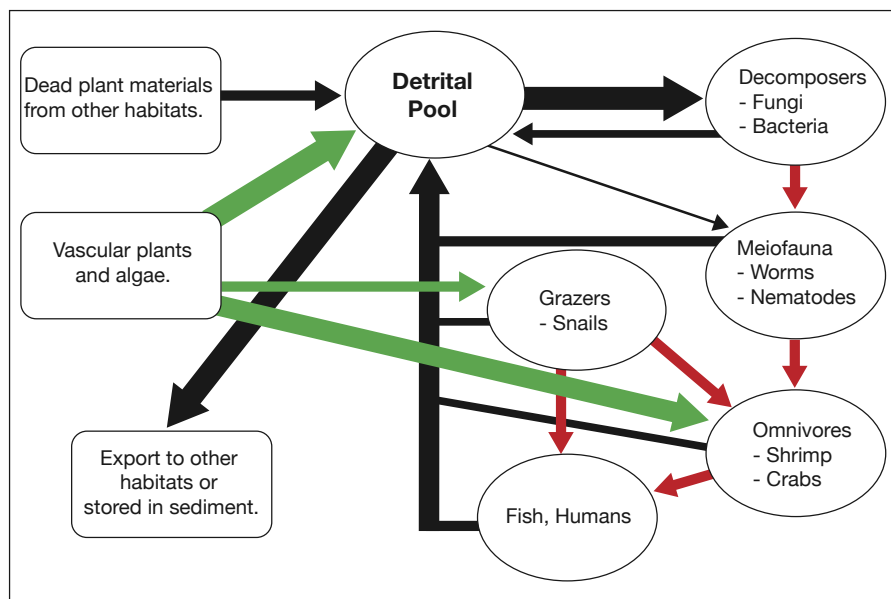 Dead plant materials
from other habitats.
Detrital
Pool
Decomposers
- Fungi
- Bacteria
Vascular plants
and algae.
Meiofauna
- Worms
- Nematodes
Grazers
- Snails
Export to other
habitats or
stored in sediment.
Omnivores
- Shrimp
- Crabs
Fish, Humans